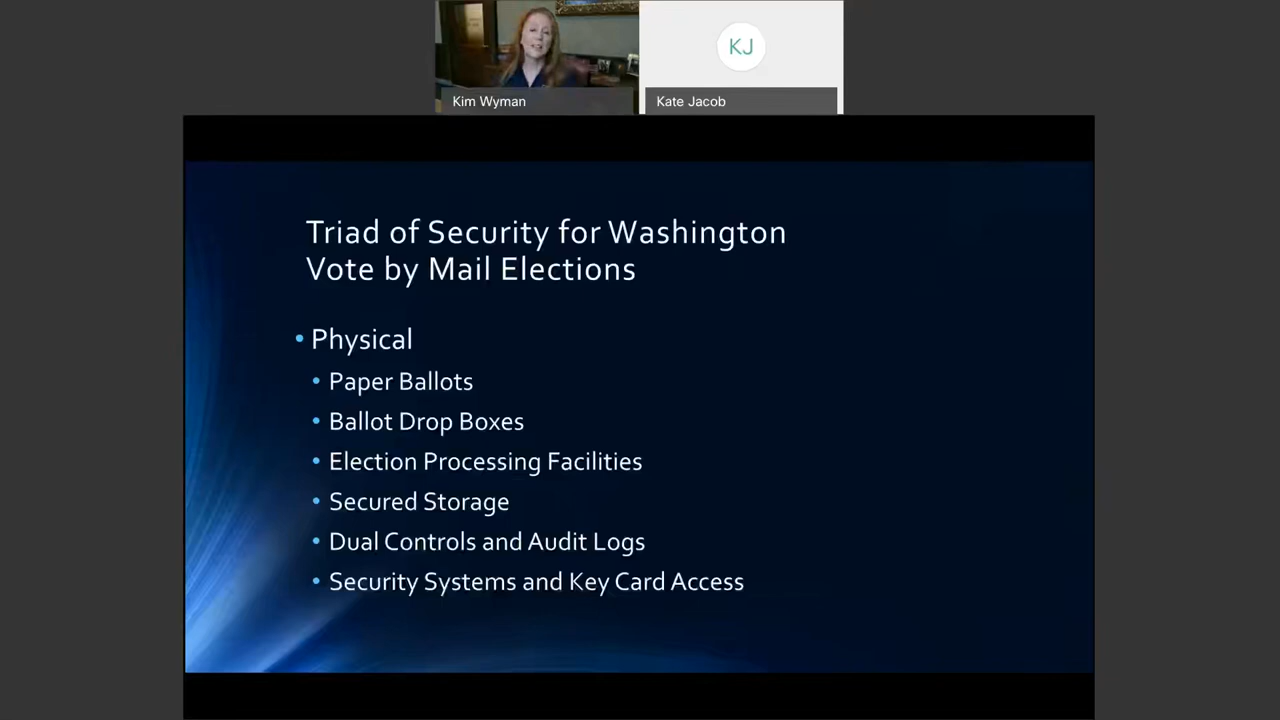 KJ
Kim Wyman
Kate Jacob
Triad of Security for Washington
Vote by Mail Elections
• Physical
• Paper Ballots
• Ballot Drop Boxes
• Election Processing Facilities
• Secured Storage
• Dual Controls and Audit Logs
• Security Systems and Key Card Access